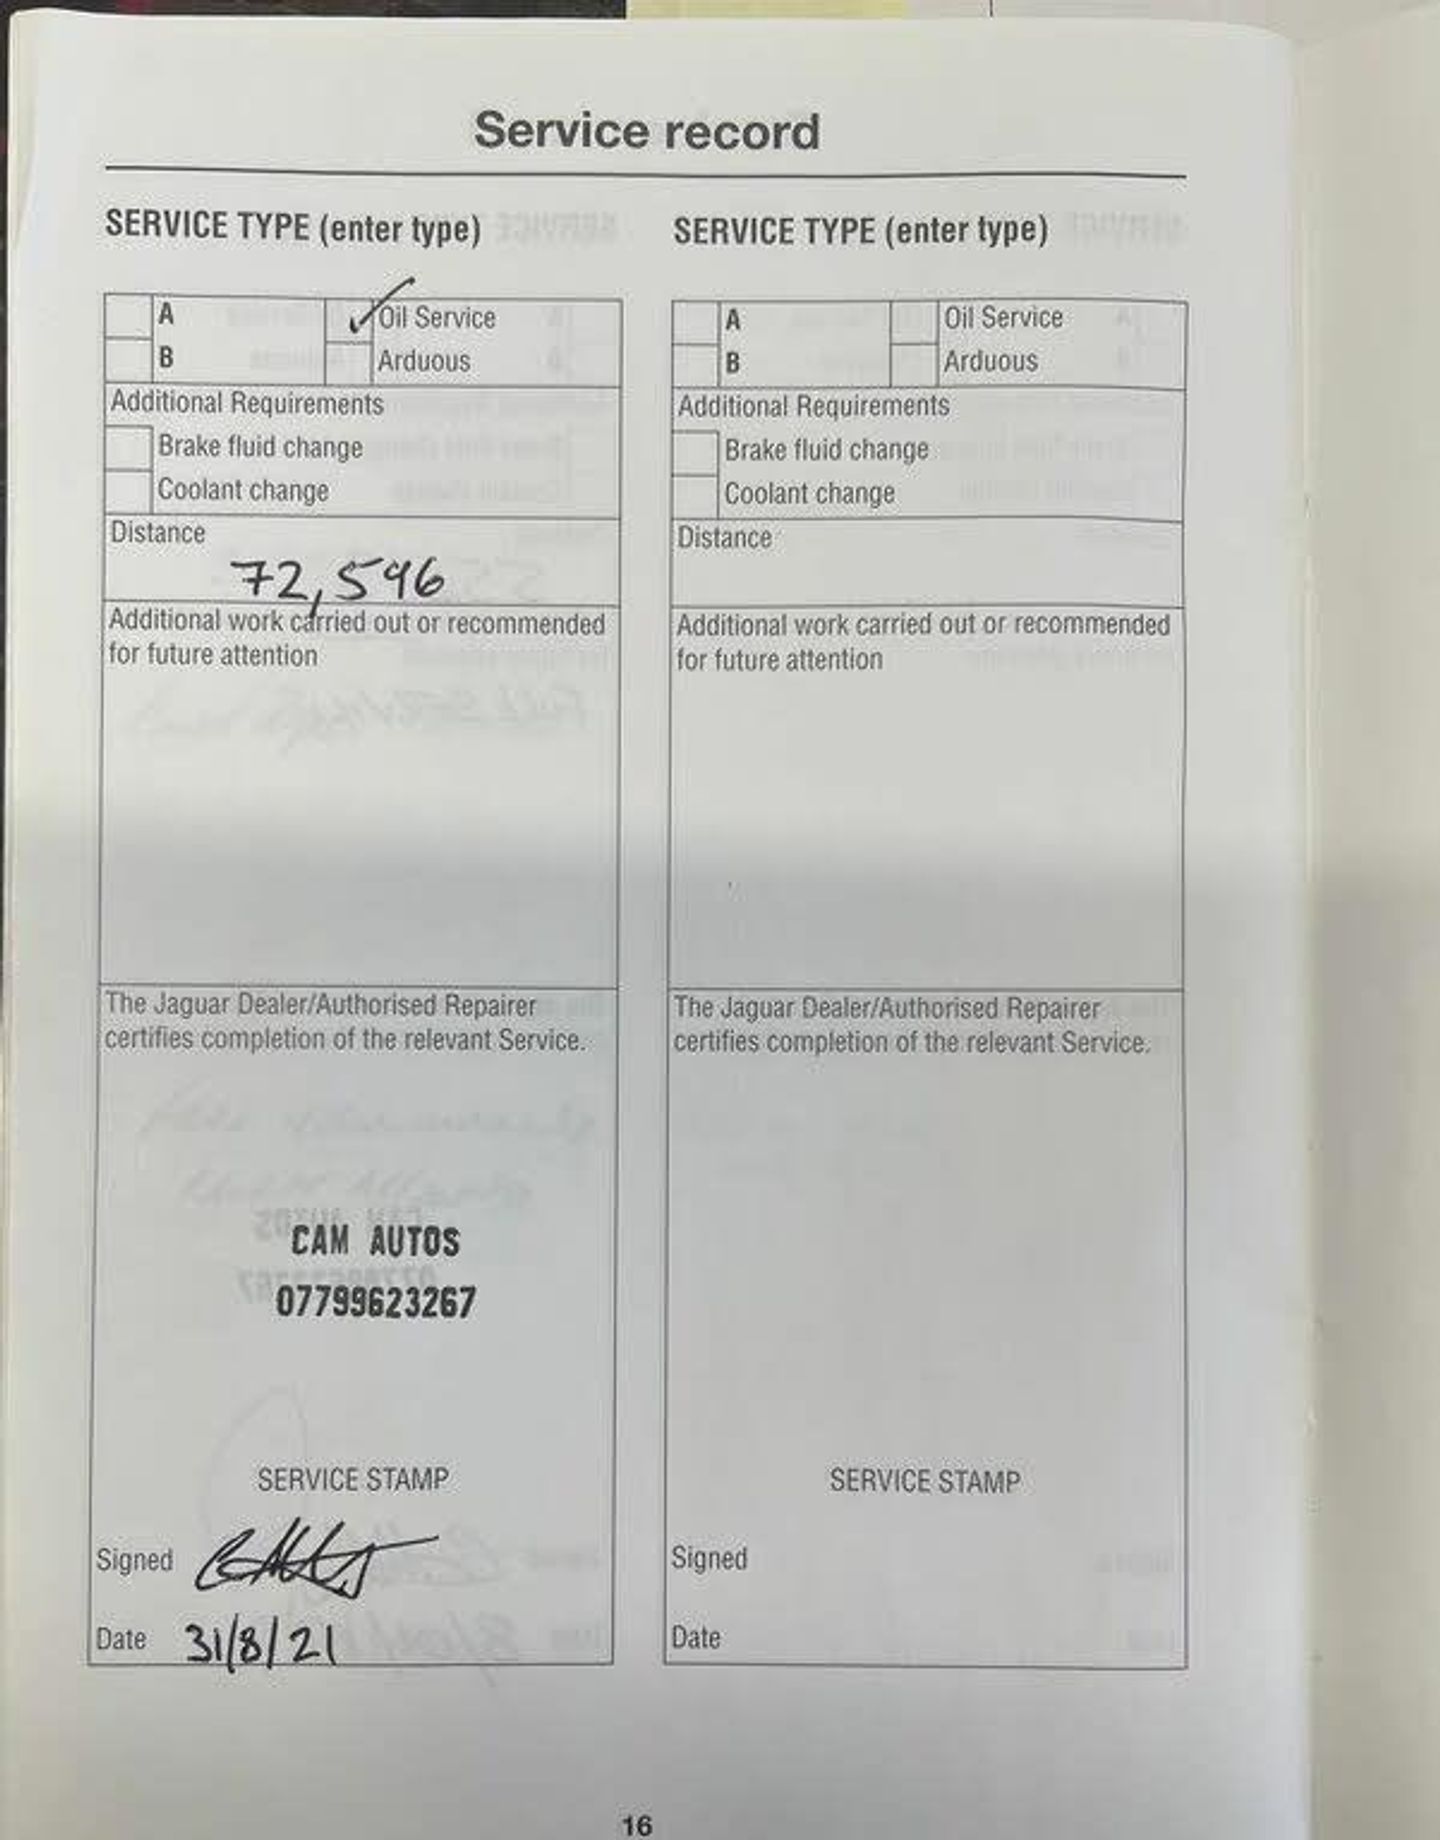 Service record
SERVICE TYPE (enter type)
A
Oil Service
B
Arduous
Additional Requirements
Brake fluid change
Coolant change
Distance
72,596
Additional work carried out or recommended
for future attention
The Jaguar Dealer/Authorised Repairer
certifies completion of the relevant Service.
CAM AUTOS
07799623267
SERVICE STAMP
Signed
Date 31/8/21
SERVICE TYPE (enter type)
A
Oil Service
B
Arduous
Additional Requirements
Brake fluid change
Coolant change
Distance
Additional work carried out or recommended
for future attention
The Jaguar Dealer/Authorised Repairer
certifies completion of the relevant Service.
SERVICE STAMP
Signed
Date
16